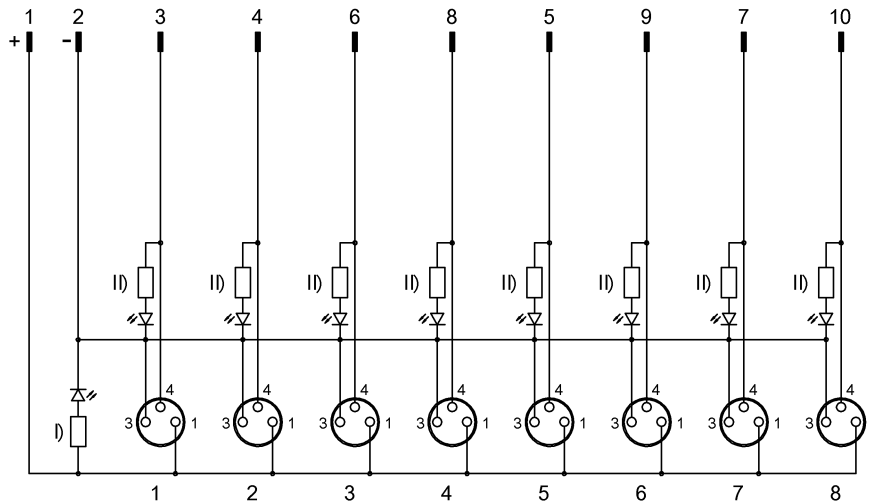 1 2 3 4 6 8 5 9 7 10
+ -
II) II) II) II) II) II) II) II)
4 4 4 4 4 4 4 4
I) 3 1 3 1 3 1 3 1 3 1 3 1 3 1 3 1
1 2 3 4 5 6 7 8